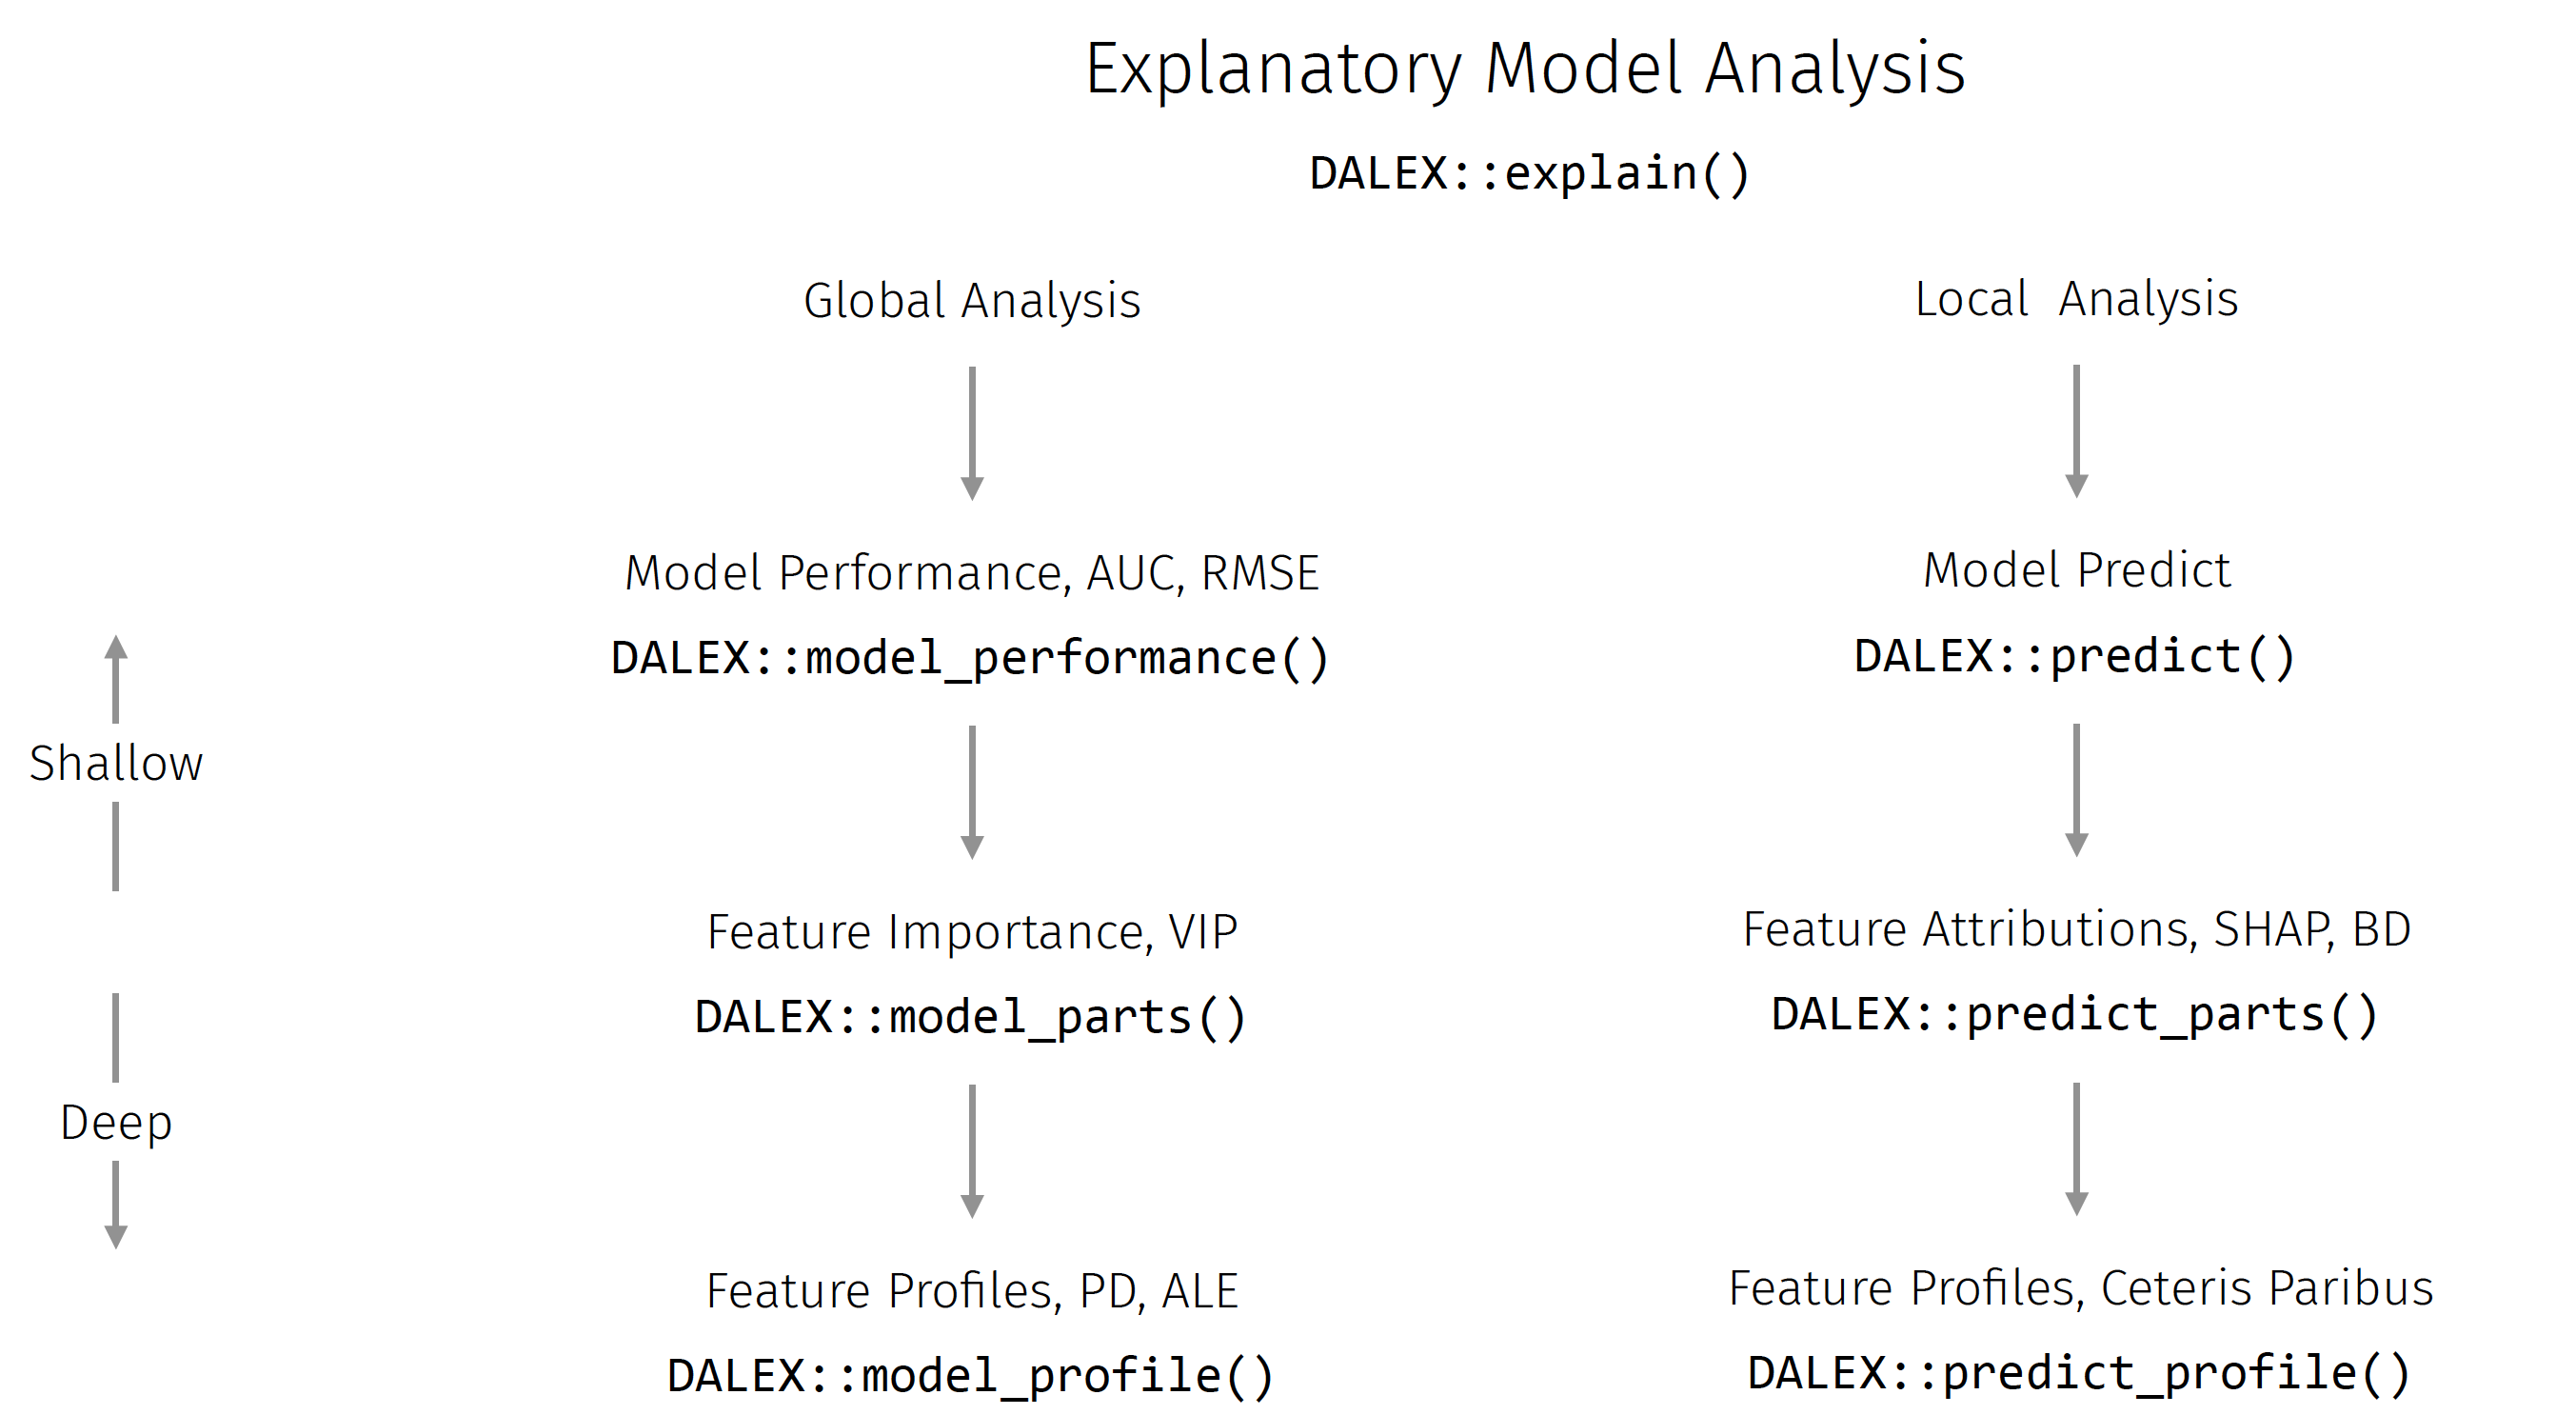 Explanatory Model Analysis
DALEX::explain()
Global Analysis
Local Analysis
Model Performance, AUC, RMSE
DALEX::model_performance()
Model Predict
DALEX::predict()
Shallow
Feature Importance, VIP
DALEX::model_parts()
Feature Attributions, SHAP, BD
DALEX::predict_parts()
Deep
Feature Profiles, PD, ALE
DALEX::model_profile()
Feature Profiles, Ceteris Paribus
DALEX::predict_profile()